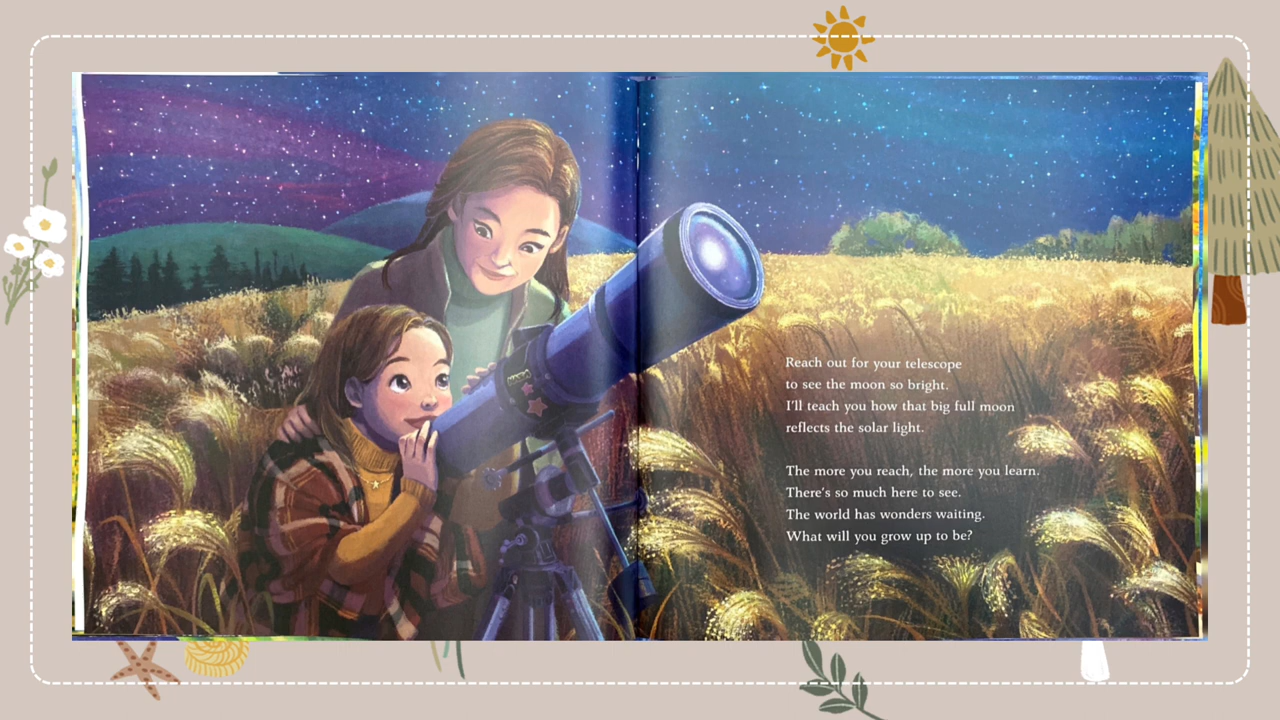 Reach out for your telescope
to see the moon so bright.
I'll teach you how that big full moon
reflects the solar light.
The more you reach, the more you learn.
There's so much here to see.
The world has wonders waiting.
What will you grow up to be?